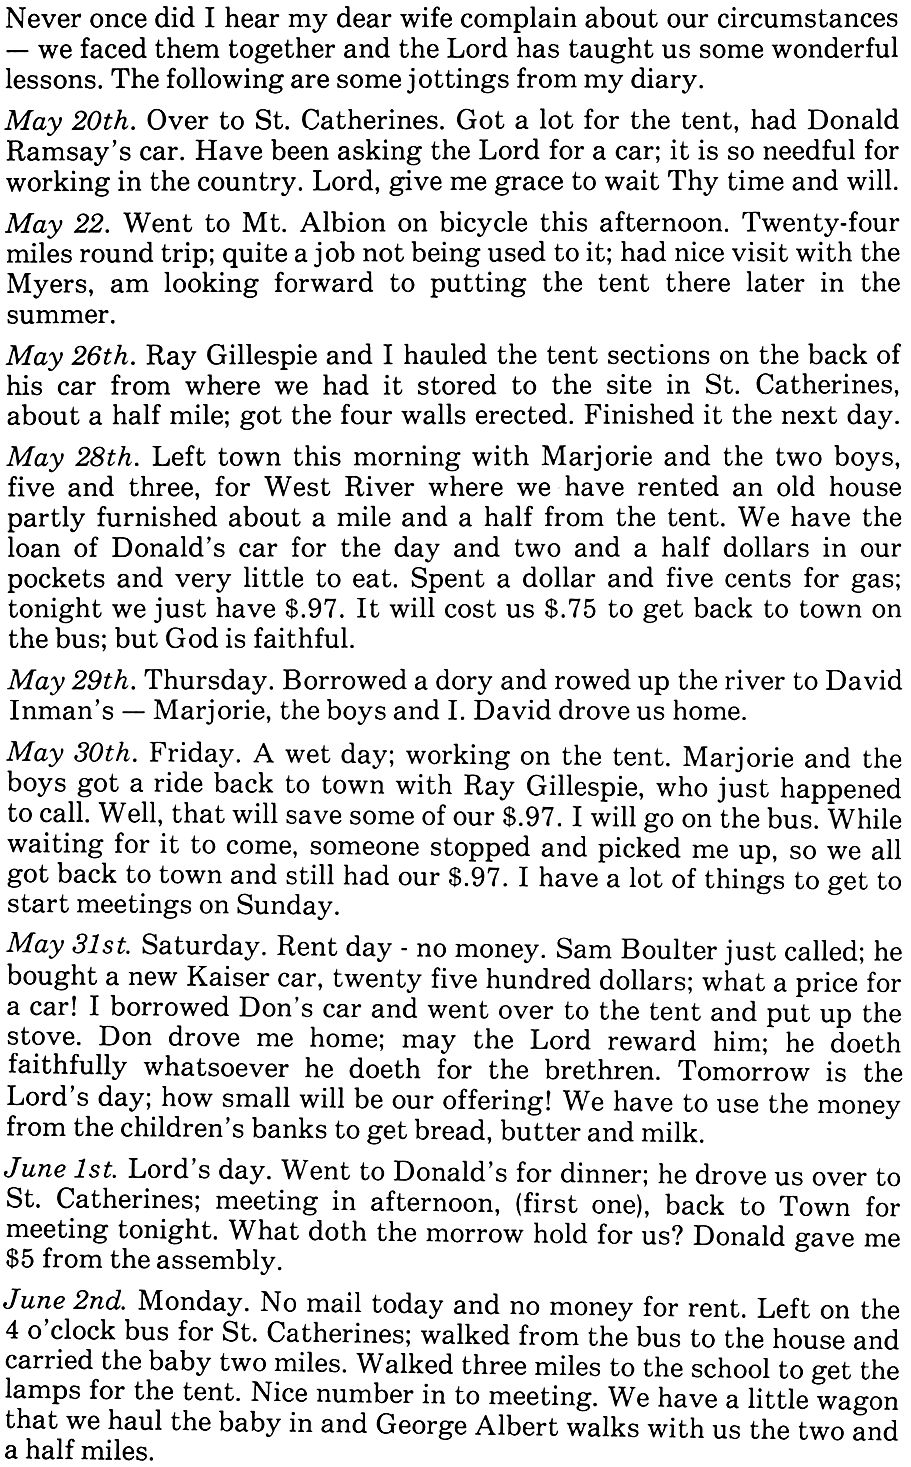 Never once did I hear my dear wife complain about our circumstances
— we faced them together and the Lord has taught us some wonderful
lessons. The following are some jottings from my diary.
May 20th. Over to St. Catherines. Got a lot for the tent, had Donald
Ramsay's car. Have been asking the Lord for a car; it is so needful for
working in the country. Lord, give me grace to wait Thy time and will.
May 22. Went to Mt. Albion on bicycle this afternoon. Twenty-four
miles round trip; quite a job not being used to it; had nice visit with the
Myers, am looking forward to putting the tent there later in the
summer.
May 26th. Ray Gillespie and I hauled the tent sections on the back of
his car from where we had it stored to the site in St. Catherines,
about a half mile; got the four walls erected. Finished it the next day.
May 28th. Left town this morning with Marjorie and the two boys,
five and three, for West River where we have rented an old house
partly furnished about a mile and a half from the tent. We have the
loan of Donald's car for the day and two and a half dollars in our
pockets and very little to eat. Spent a dollar and five cents for gas;
tonight we just have $.97. It will cost us $.75 to get back to town on
the bus; but God is faithful.
May 29th. Thursday. Borrowed a dory and rowed up the river to David
Inman's — Marjorie, the boys and I. David drove us home.
May 30th. Friday. A wet day; working on the tent. Marjorie and the
boys got a ride back to town with Ray Gillespie, who just happened
to call. Well, that will save some of our $.97. I will go on the bus. While
waiting for it to come, someone stopped and picked me up, so we all
got back to town and still had our $.97. I have a lot of things to get to
start meetings on Sunday.
May 31st. Saturday. Rent day - no money. Sam Boulter just called; he
bought a new Kaiser car, twenty five hundred dollars; what a price for
a car! I borrowed Don's car and went over to the tent and put up the
stove. Don drove me home; may the Lord reward him; he doeth
faithfully whatsoever he doeth for the brethren. Tomorrow is the
Lord's day; how small will be our offering! We have to use the money
from the children's banks to get bread, butter and milk.
June 1st. Lord's day. Went to Donald's for dinner; he drove us over to
St. Catherines; meeting in afternoon, (first one), back to Town for
meeting tonight. What doth the morrow hold for us? Donald gave me
$5 from the assembly.
June 2nd. Monday. No mail today and no money for rent. Left on the
4 o'clock bus for St. Catherines; walked from the bus to the house and
carried the baby two miles. Walked three miles to the school to get the
lamps for the tent. Nice number in to meeting. We have a little wagon
that we haul the baby in and George Albert walks with us the two and
a half miles.